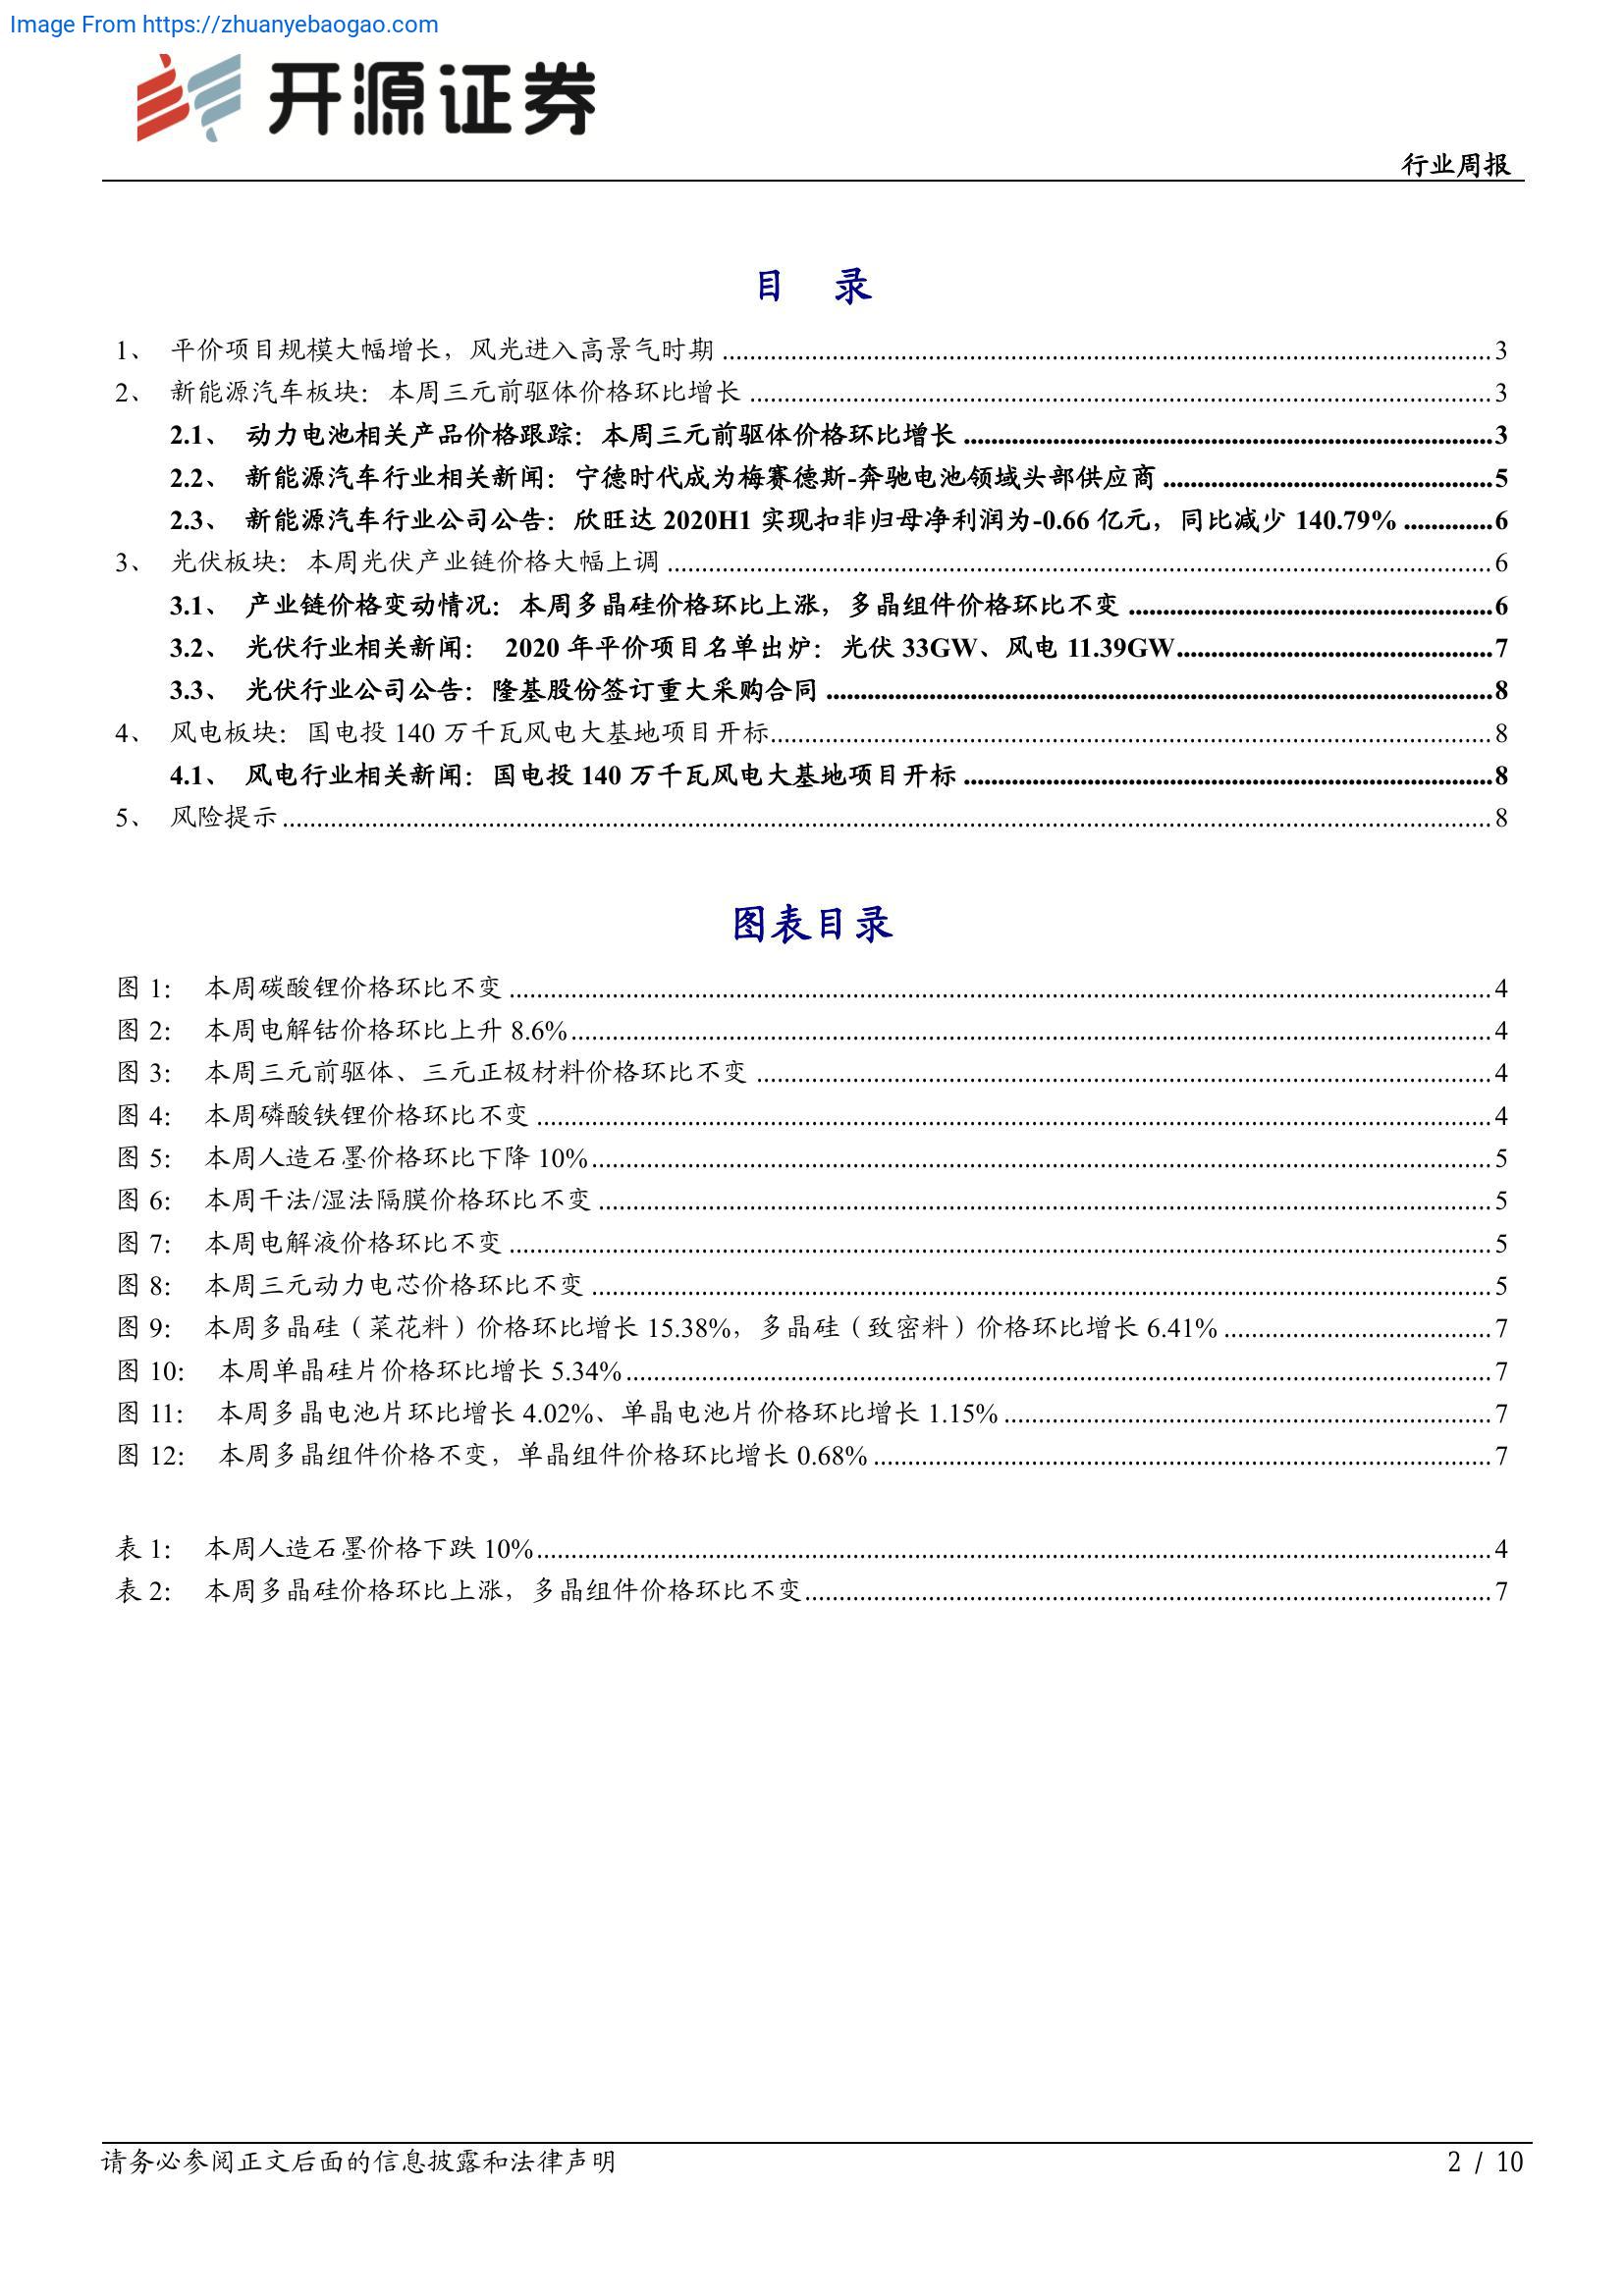 Image From https://zhuanyebaogao.com
开源证券
行业周报
目 录
1、 平价项目规模大幅增长，风光进入高景气时期 ........ 3
2、 新能源汽车板块：本周三元前驱体价格环比增长 ........ 3
2.1、 动力电池相关产品价格跟踪：本周三元前驱体价格环比增长 ........ 3
2.2、 新能源汽车行业相关新闻：宁德时代成为梅赛德斯-奔驰电池领域头部供应商 ........ 5
2.3、 新能源汽车行业公司公告：欣旺达 2020H1 实现扣非归母净利润为-0.66 亿元，同比减少 140.79% ........ 6
3、 光伏板块：本周光伏产业链价格大幅上调 ........ 6
3.1、 产业链价格变动情况：本周多晶硅价格环比上涨，多晶组件价格环比不变 ........ 6
3.2、 光伏行业相关新闻： 2020 年平价项目名单出炉：光伏 33GW、风电 11.39GW ........ 7
3.3、 光伏行业公司公告：隆基股份签订重大采购合同 ........ 8
4、 风电板块：国电投 140 万千瓦风电大基地项目开标 ........ 8
4.1、 风电行业相关新闻：国电投 140 万千瓦风电大基地项目开标 ........ 8
5、 风险提示 ........ 8
图表目录
图 1： 本周碳酸锂价格环比不变 ........ 4
图 2： 本周电解钴价格环比上升 8.6% ........ 4
图 3： 本周三元前驱体、三元正极材料价格环比不变 ........ 4
图 4： 本周磷酸铁锂价格环比不变 ........ 4
图 5： 本周人造石墨价格环比下降 10% ........ 5
图 6： 本周干法/湿法隔膜价格环比不变 ........ 5
图 7： 本周电解液价格环比不变 ........ 5
图 8： 本周三元动力电芯价格环比不变 ........ 5
图 9： 本周多晶硅（菜花料）价格环比增长 15.38%，多晶硅（致密料）价格环比增长 6.41% ........ 7
图 10： 本周单晶硅片价格环比增长 5.34% ........ 7
图 11： 本周多晶电池片环比增长 4.02%、单晶电池片价格环比增长 1.15% ........ 7
图 12： 本周多晶组件价格不变，单晶组件价格环比增长 0.68% ........ 7
表 1： 本周人造石墨价格下跌 10% ........ 4
表 2： 本周多晶硅价格环比上涨，多晶组件价格环比不变 ........ 7
请务必参阅正文后面的信息披露和法律声明 2 / 10